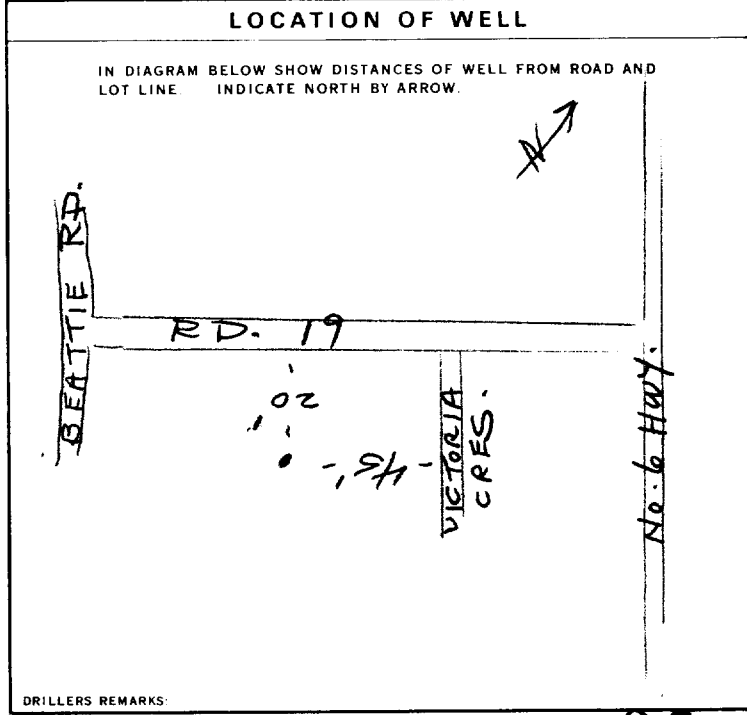 LOCATION OF WELL
IN DIAGRAM BELOW SHOW DISTANCES OF WELL FROM ROAD AND
LOT LINE. INDICATE NORTH BY ARROW.
N
BEATTIE RD.
RD. 19
20'
45'
VICTORIA
CRES.
No. 6 HWY.
DRILLERS REMARKS: